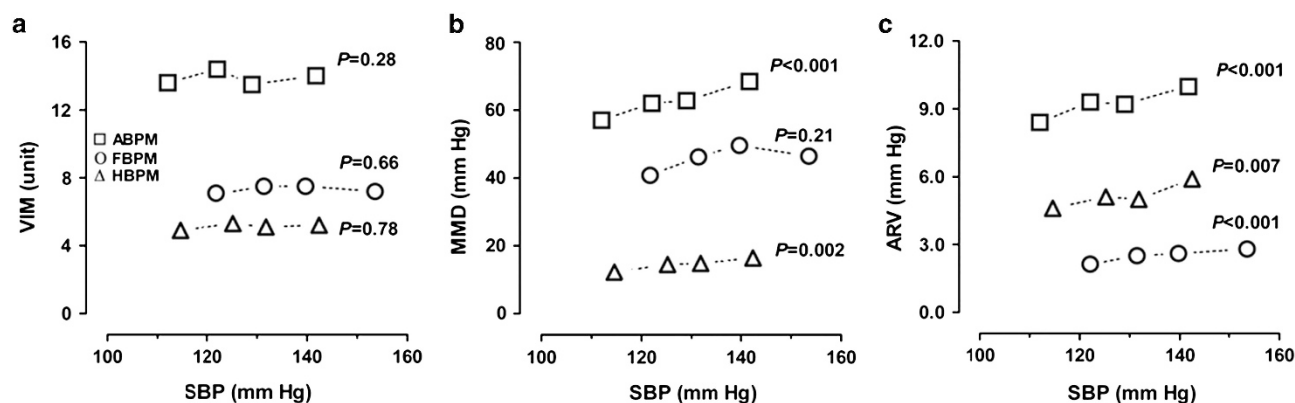 a
16
12
8
4
0
VIM (unit)
ABPM
FBPM
HBPM
P=0.28
P=0.66
P=0.78
100 120 140 160
SBP (mm Hg)
b
80
60
40
20
0
MMD (mm Hg)
P<0.001
P=0.21
P=0.002
100 120 140 160
SBP (mm Hg)
c
12.0
9.0
6.0
3.0
0.0
ARV (mm Hg)
P<0.001
P=0.007
P<0.001
100 120 140 160
SBP (mm Hg)